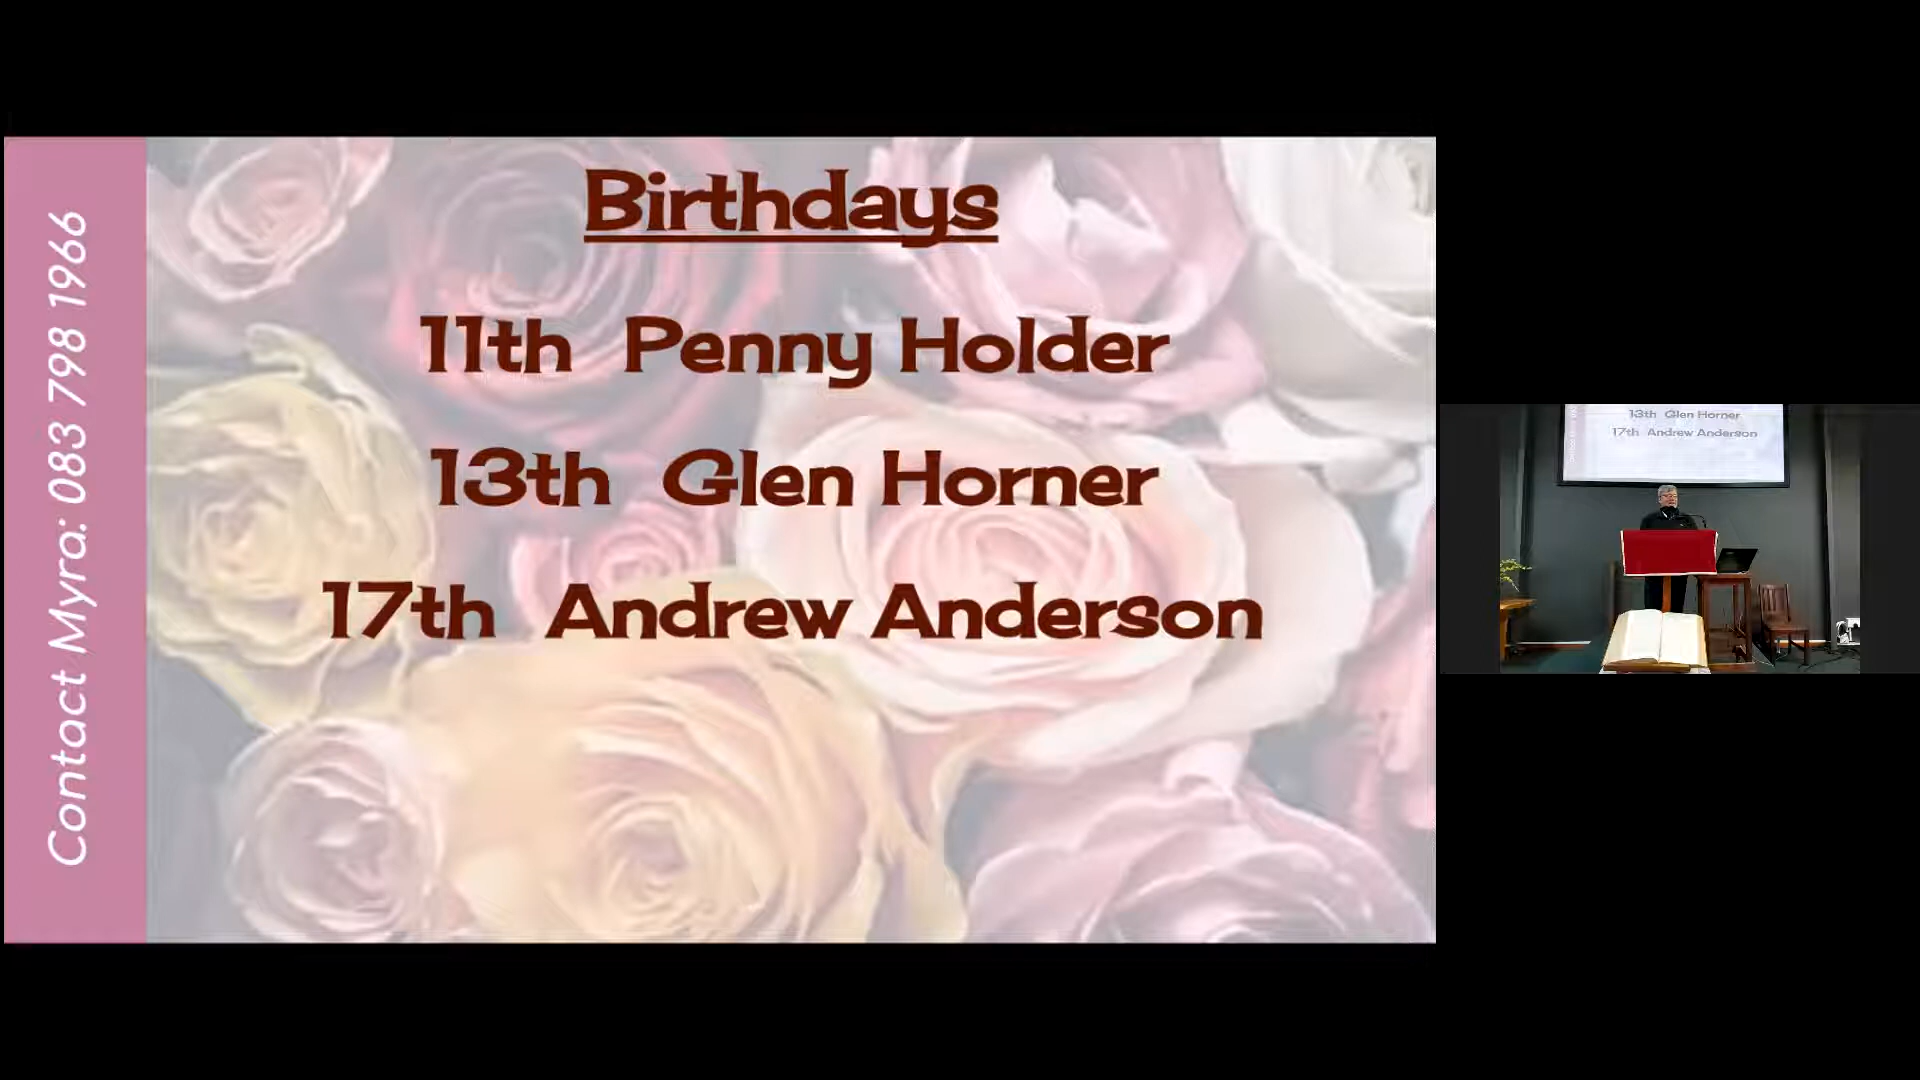 Contact Myra: 083 798 1966
Birthdays
11th Penny Holder
13th Glen Horner
17th Andrew Anderson
13th Glen Horner
17th Andrew Anderson